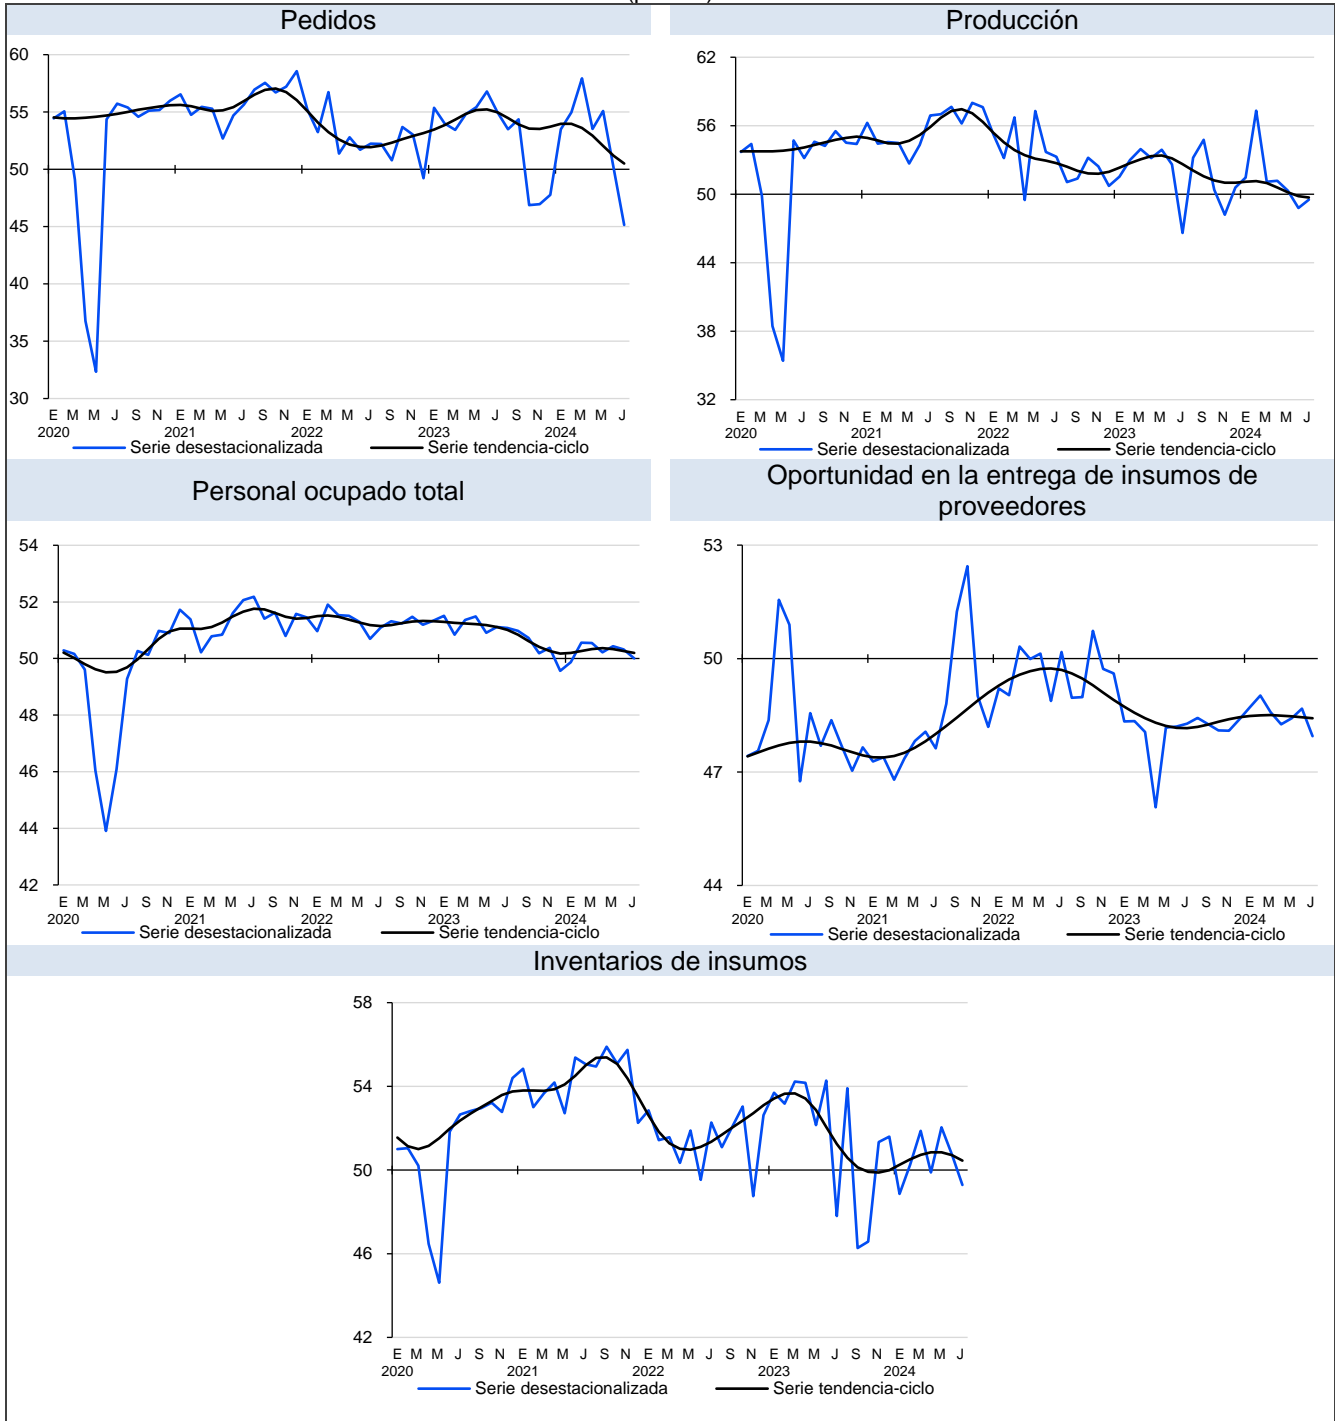 Pedidos
60
55
50
45
40
35
30
E M M J S N E M M J S N E M M J S N E M M J S N E M M J
2020 2021 2022 2023 2024
Serie desestacionalizada Serie tendencia-ciclo
Producción
62
56
50
44
38
32
E M M J S N E M M J S N E M M J S N E M M J S N E M M J
2020 2021 2022 2023 2024
Serie desestacionalizada Serie tendencia-ciclo
Personal ocupado total
54
52
50
48
46
44
42
E M M J S N E M M J S N E M M J S N E M M J S N E M M J
2020 2021 2022 2023 2024
Serie desestacionalizada Serie tendencia-ciclo
Oportunidad en la entrega de insumos de
proveedores
53
50
47
44
E M M J S N E M M J S N E M M J S N E M M J S N E M M J
2020 2021 2022 2023 2024
Serie desestacionalizada Serie tendencia-ciclo
Inventarios de insumos
58
54
50
46
42
E M M J S N E M M J S N E M M J S N E M M J S N E M M J
2020 2021 2022 2023 2024
Serie desestacionalizada Serie tendencia-ciclo